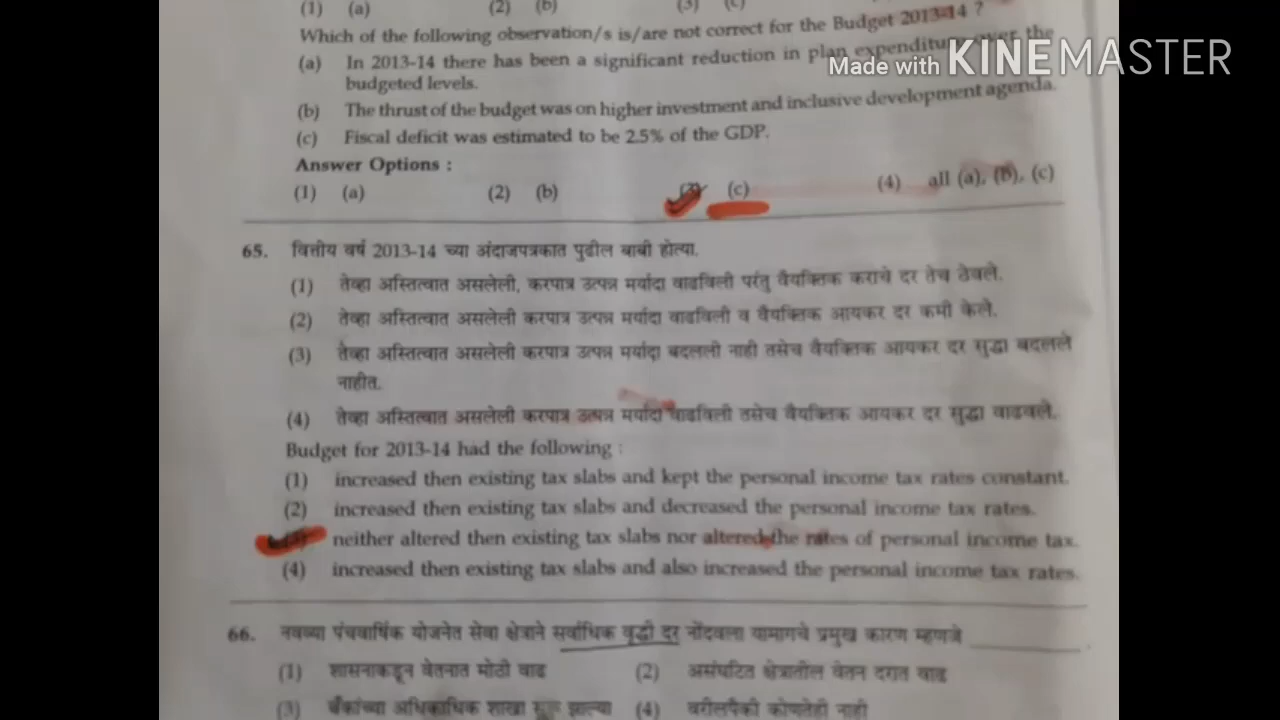 (1) (a) (2) (b) (3) (c)
Which of the following observation/s is/are not correct for the Budget 2013-14 ?
(a) In 2013-14 there has been a significant reduction in plan expenditure over the
budgeted levels.
Made with KINEMASTER
(b) The thrust of the budget was on higher investment and inclusive development agenda.
(c) Fiscal deficit was estimated to be 2.5% of the GDP.
Answer Options :
(1) (a) (2) (b) (3) (c) (4) all (a), (b), (c)
65. वित्तीय वर्ष 2013-14 च्या अंदाजपत्रकात पुढील बाबी होत्या.
(1) तेव्हा अस्तित्वात असलेली, करपात्र उत्पन्न मर्यादा वाढविली परंतु वैयक्तिक कराचे दर तेच ठेवले.
(2) तेव्हा अस्तित्वात असलेली करपात्र उत्पन्न मर्यादा वाढविली व वैयक्तिक आयकर दर कमी केले.
(3) तेव्हा अस्तित्वात असलेली करपात्र उत्पन्न मर्यादा बदलली नाही तसेच वैयक्तिक आयकर दर सुद्धा बदलले
नाहीत.
(4) तेव्हा अस्तित्वात असलेली करपात्र उत्पन्न मर्यादा वाढविली तसेच वैयक्तिक आयकर दर सुद्धा वाढवले.
Budget for 2013-14 had the following :
(1) increased then existing tax slabs and kept the personal income tax rates constant.
(2) increased then existing tax slabs and decreased the personal income tax rates.
neither altered then existing tax slabs nor altered the rates of personal income tax.
(4) increased then existing tax slabs and also increased the personal income tax rates.
66. नवव्या पंचवार्षिक योजनेत सेवा क्षेत्राने सर्वाधिक वृद्धी दर नोंदवला यामागचे प्रमुख कारण म्हणजे ________.
(1) शासनाकडून वेतनात मोठी वाढ (2) असंघटित क्षेत्रातील वेतन दरात वाढ
(3) बँकांच्या अधिकाधिक शाखा सुरू झाल्या (4) वरीलपैकी कोणतेही नाही